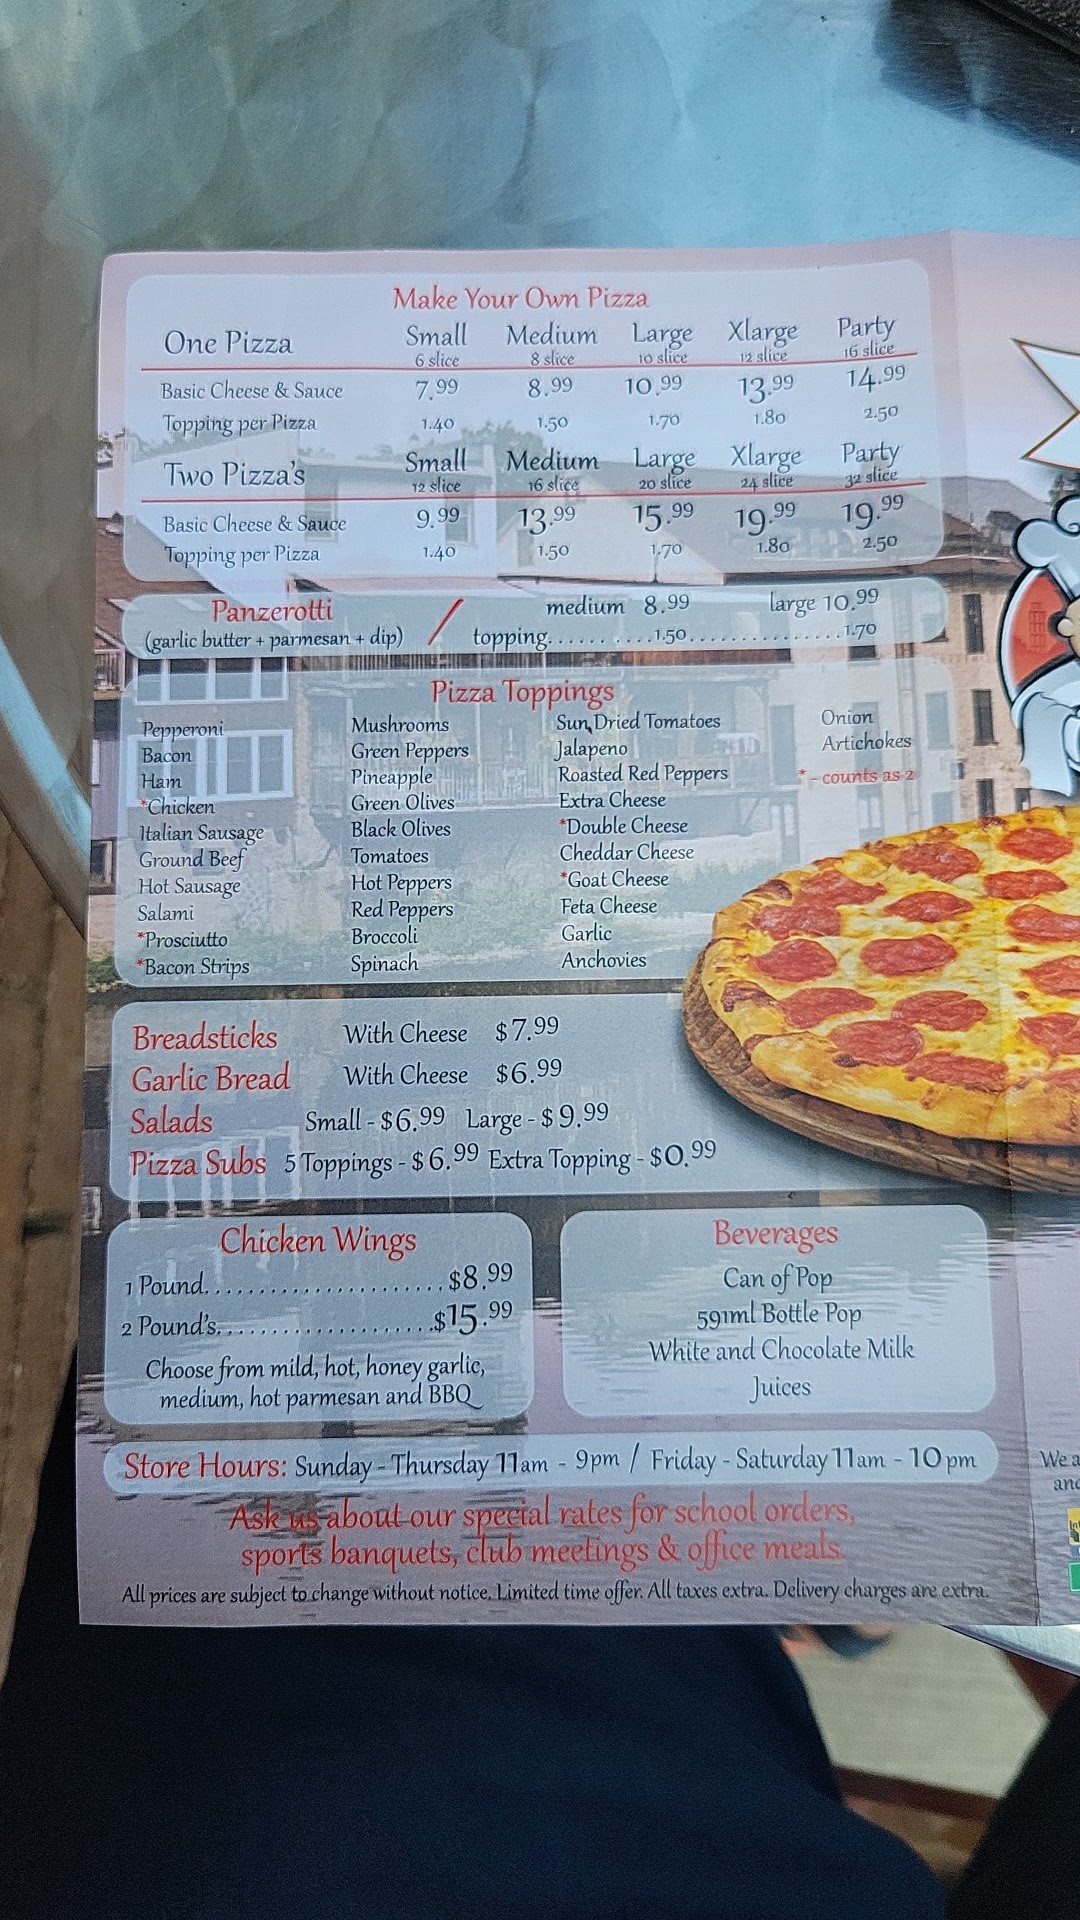 Make Your Own Pizza
One Pizza Small Medium Large Xlarge Party
6 slice 8 slice 10 slice 12 slice 16 slice
Basic Cheese & Sauce 7.99 8.99 10.99 13.99 14.99
Topping per Pizza 1.40 1.50 1.70 1.80 2.50
Two Pizza's Small Medium Large Xlarge Party
12 slice 16 slice 20 slice 24 slice 32 slice
Basic Cheese & Sauce 9.99 13.99 15.99 19.99 19.99
Topping per Pizza 1.40 1.50 1.70 1.80 2.50
Panzerotti / medium 8.99 large 10.99
(garlic butter + parmesan + dip) topping..........1.50................1.70
Pizza Toppings
Pepperoni Mushrooms Sun Dried Tomatoes Onion
Bacon Green Peppers Jalapeno Artichokes
Ham Pineapple Roasted Red Peppers * - counts as 2
*Chicken Green Olives Extra Cheese
Italian Sausage Black Olives *Double Cheese
Ground Beef Tomatoes Cheddar Cheese
Hot Sausage Hot Peppers *Goat Cheese
Salami Red Peppers Feta Cheese
*Prosciutto Broccoli Garlic
*Bacon Strips Spinach Anchovies
Breadsticks With Cheese $7.99
Garlic Bread With Cheese $6.99
Salads Small - $6.99 Large - $9.99
Pizza Subs 5 Toppings - $6.99 Extra Topping - $0.99
Chicken Wings
1 Pound......................$8.99
2 Pound's....................$15.99
Choose from mild, hot, honey garlic,
medium, hot parmesan and BBQ
Beverages
Can of Pop
591ml Bottle Pop
White and Chocolate Milk
Juices
Store Hours: Sunday - Thursday 11am - 9pm / Friday - Saturday 11am - 10pm
Ask us about our special rates for school orders,
sports banquets, club meetings & office meals.
All prices are subject to change without notice. Limited time offer. All taxes extra. Delivery charges are extra.
We a